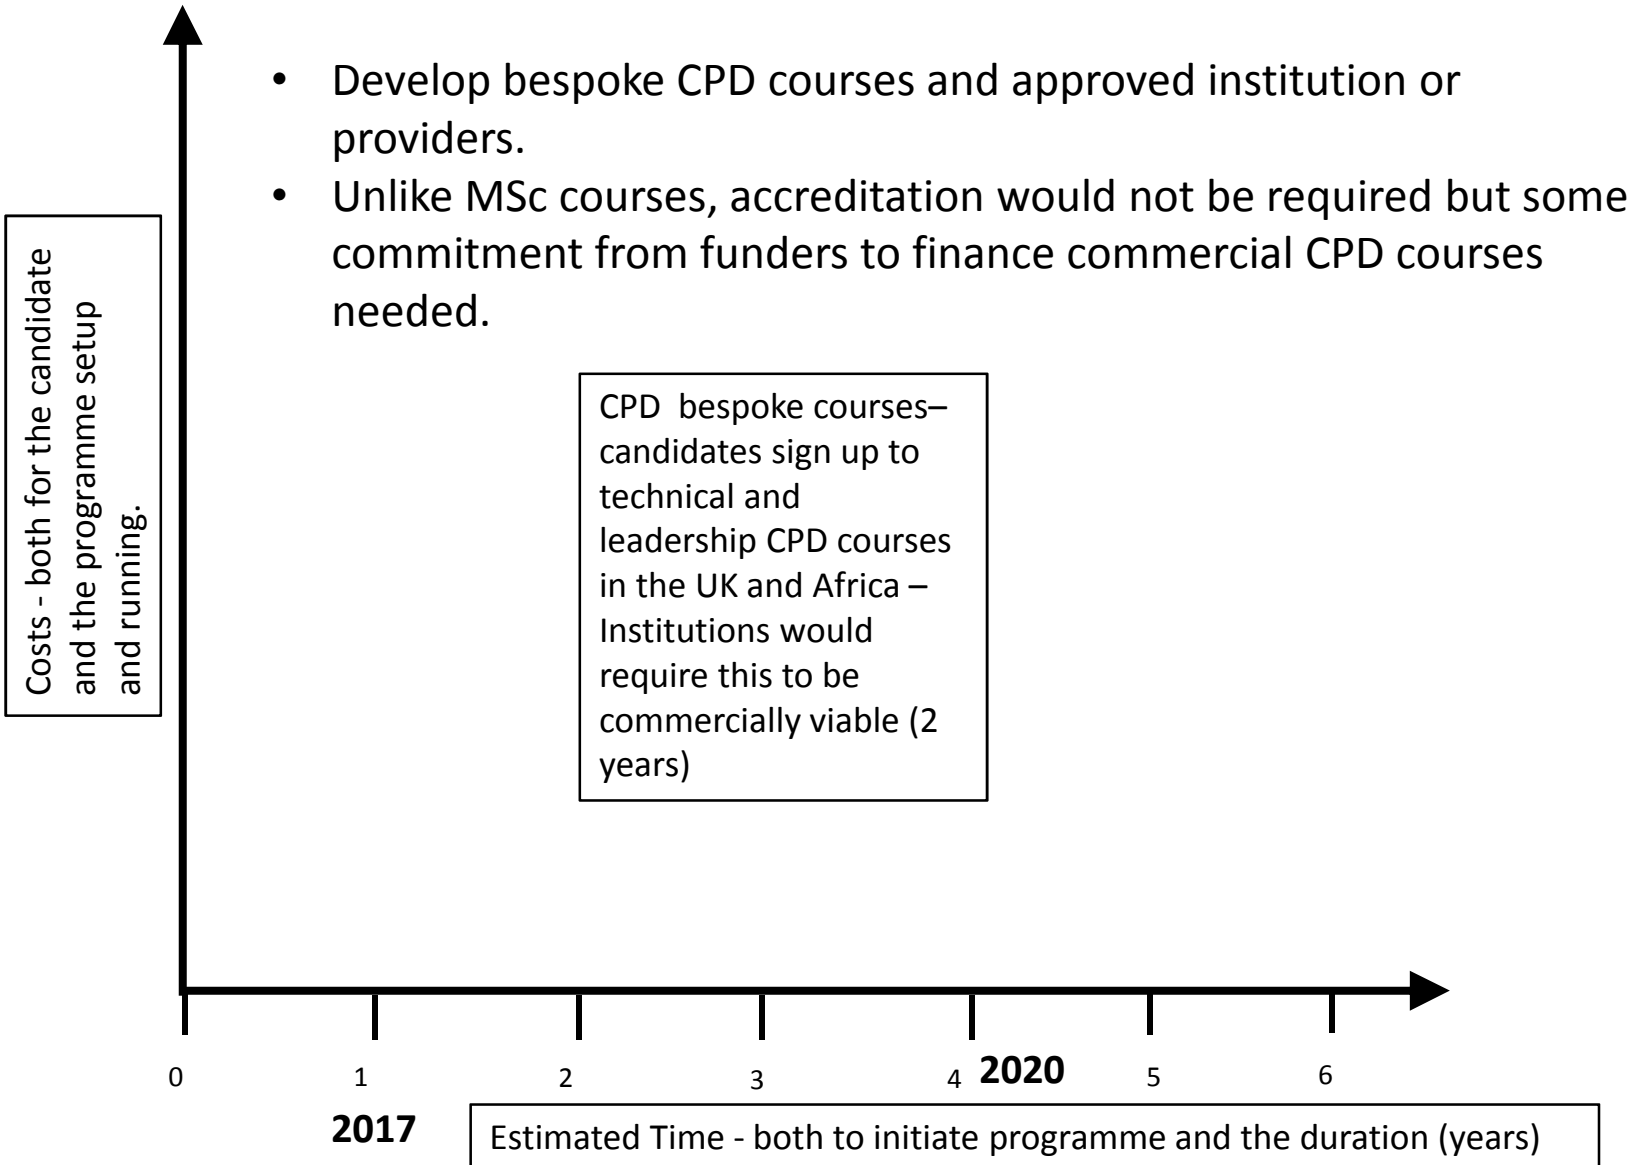 • Develop bespoke CPD courses and approved institution or
providers.
• Unlike MSc courses, accreditation would not be required but some
commitment from funders to finance commercial CPD courses
needed.
Costs - both for the candidate
and the programme setup
and running.
CPD  bespoke courses–
candidates sign up to
technical and
leadership CPD courses
in the UK and Africa –
Institutions would
require this to be
commercially viable (2
years)
0 1 2 3 4 2020 5 6
2017
Estimated Time - both to initiate programme and the duration (years)